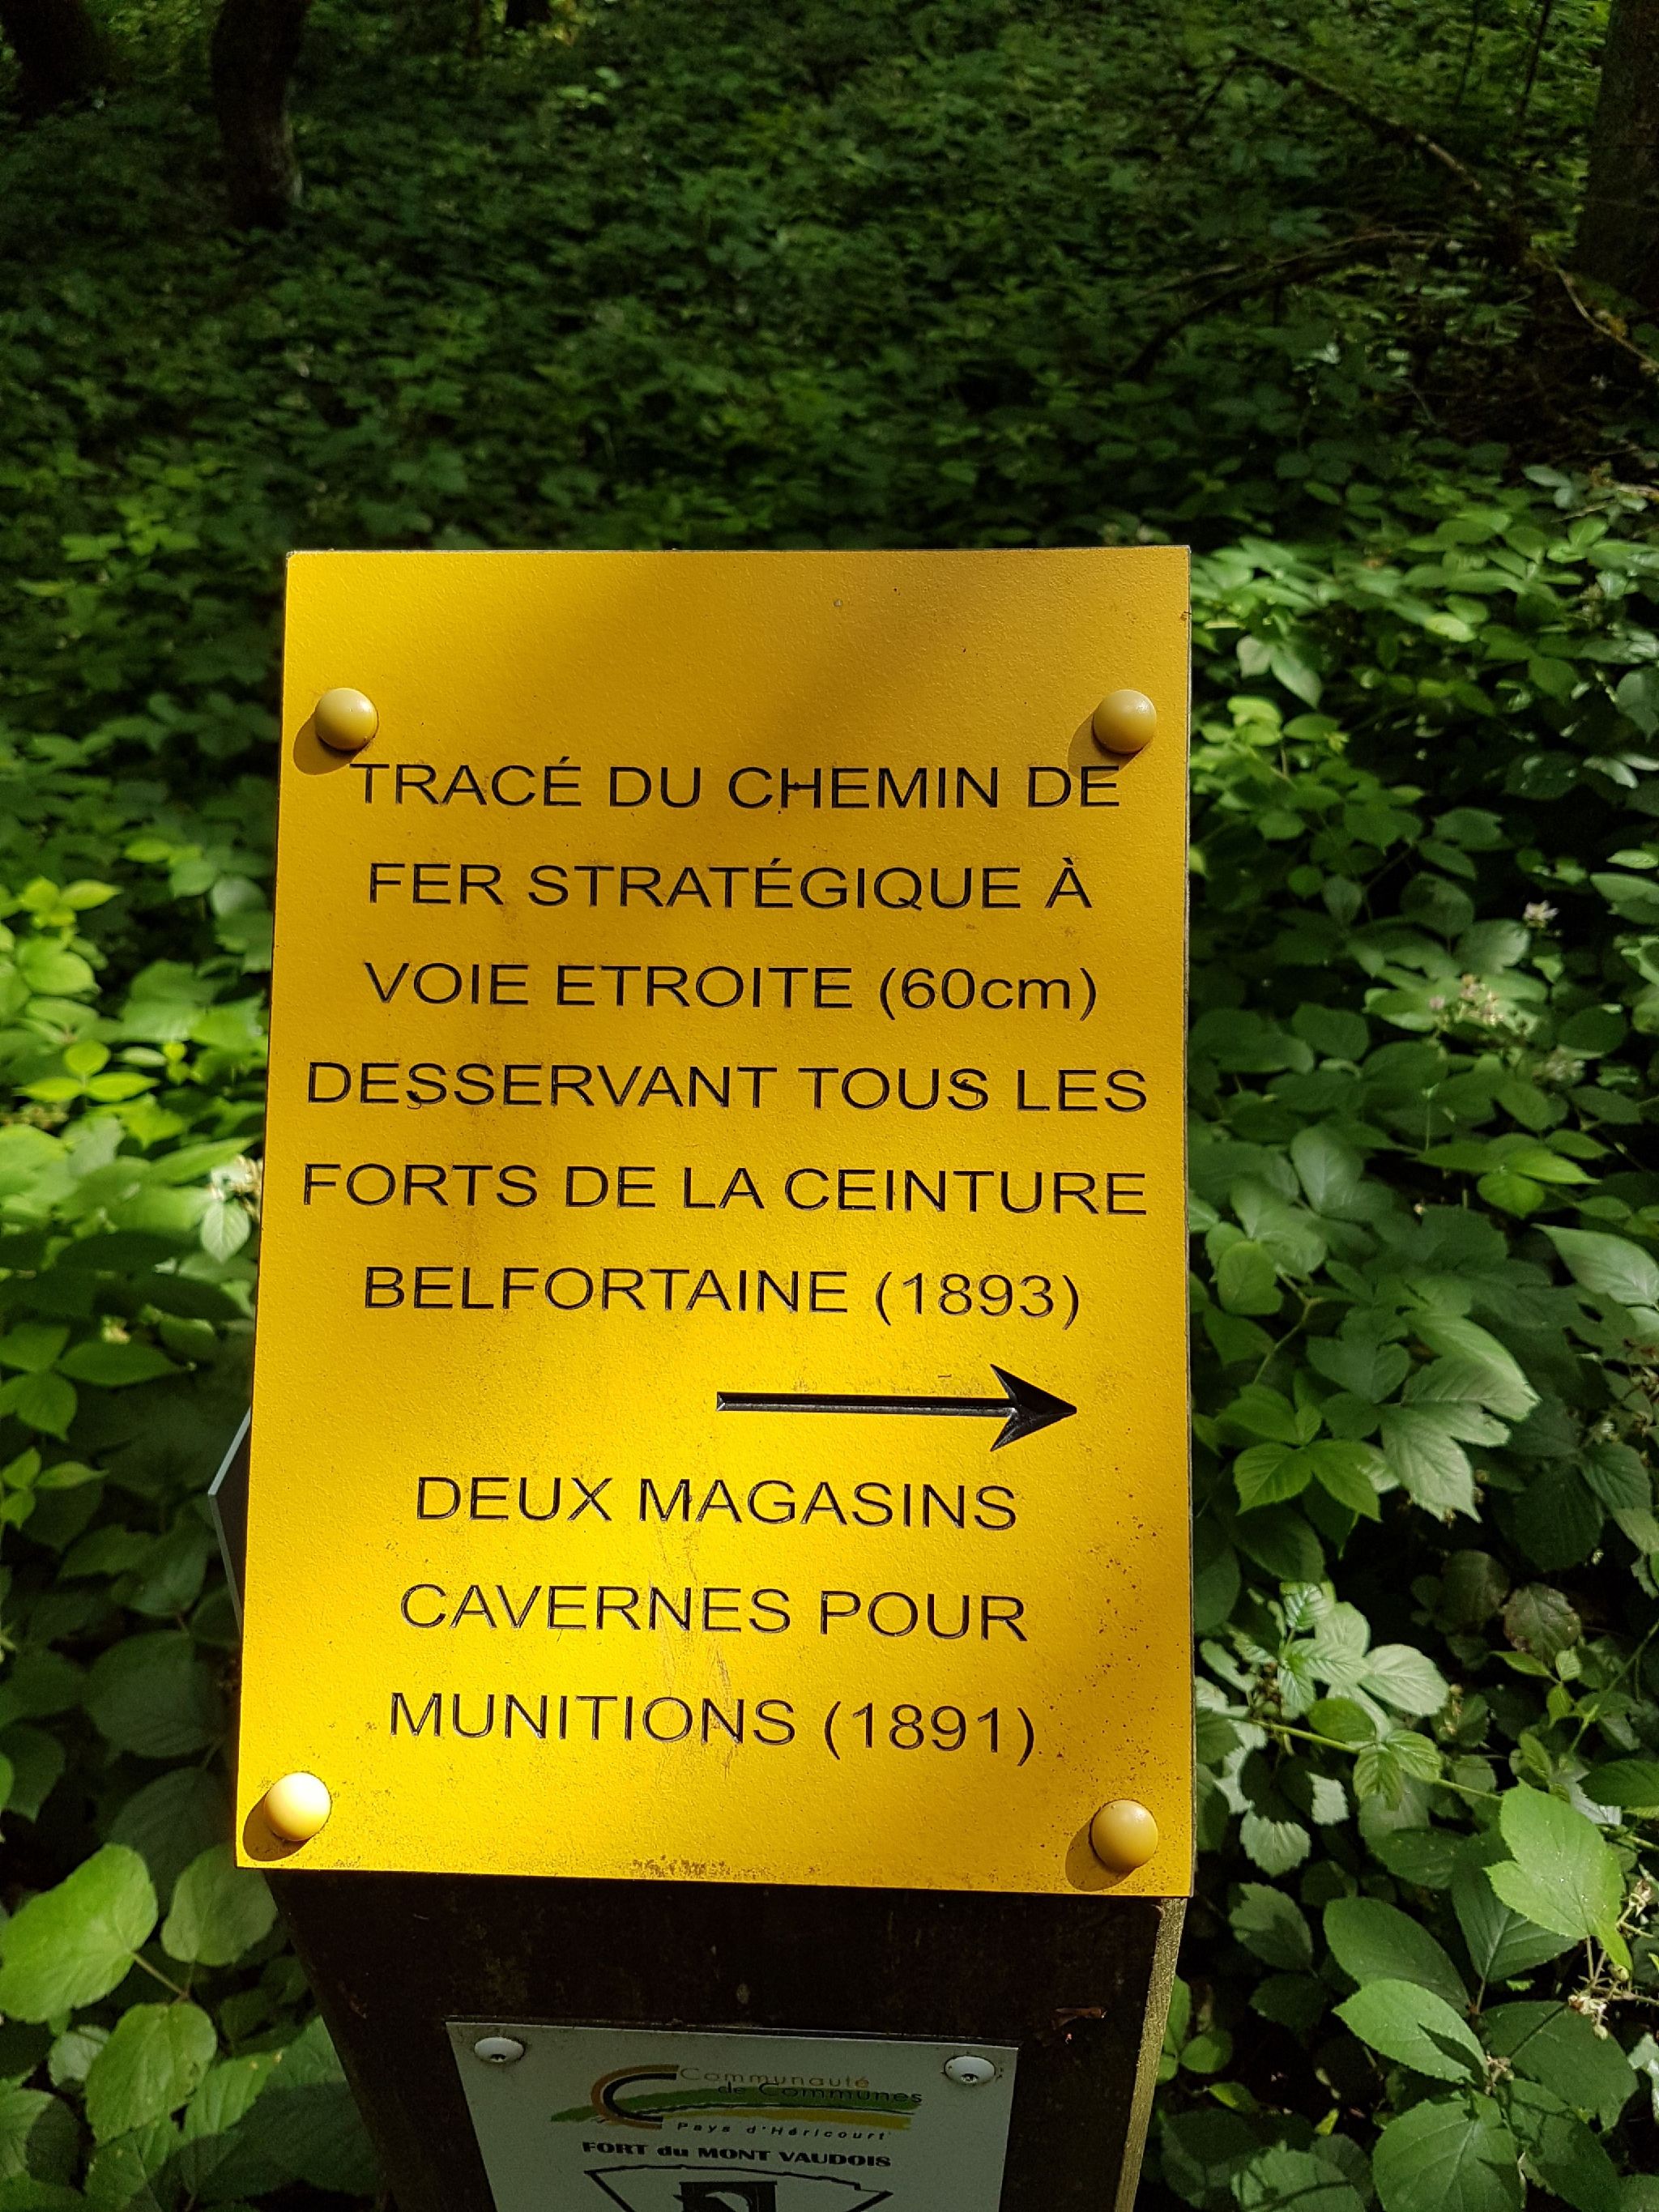 TRACÉ DU CHEMIN DE
FER STRATÉGIQUE À
VOIE ETROITE (60cm)
DESSERVANT TOUS LES
FORTS DE LA CEINTURE
BELFORTAINE (1893)
DEUX MAGASINS
CAVERNES POUR
MUNITIONS (1891)
Communauté
de Communes
Pays d'Héricourt
FORT du MONT VAUDOIS